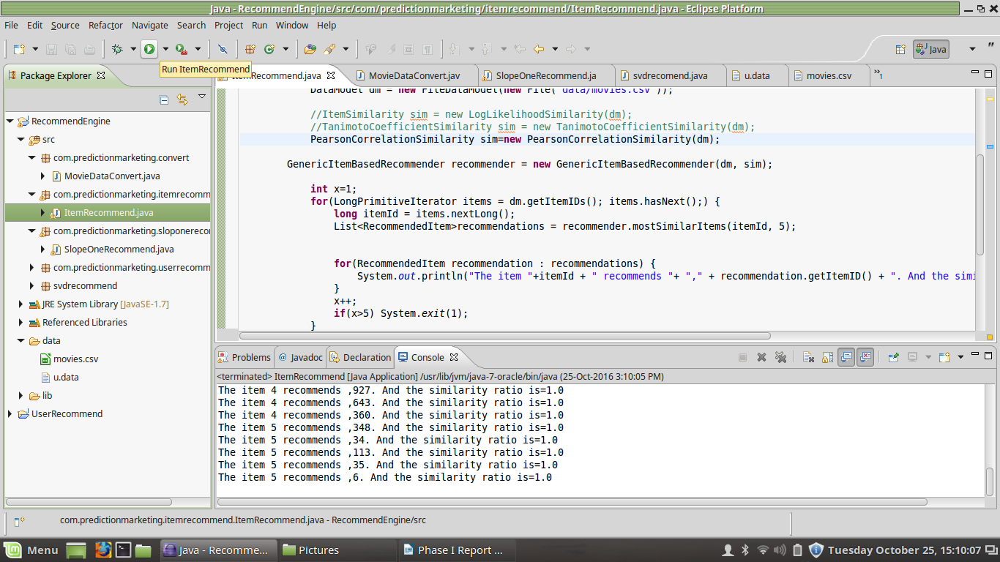 Java - RecommendEngine/src/com/predictionmarketing/itemrecommend/ItemRecommend.java - Eclipse Platform
File Edit Source Refactor Navigate Search Project Run Window Help
Java
Run ItemRecommend
Package Explorer
ItemRecommend.java MovieDataConvert.jav SlopeOneRecommend.ja svdrecomend.java u.data movies.csv »1
RecommendEngine
src
com.predictionmarketing.convert
MovieDataConvert.java
com.predictionmarketing.itemrecomm
ItemRecommend.java
com.predictionmarketing.sloponerecor
SlopeOneRecommend.java
com.predictionmarketing.userrecomm
svdrecommend
JRE System Library [JavaSE-1.7]
Referenced Libraries
data
movies.csv
u.data
lib
UserRecommend
DataModel dm = new FileDataModel(new File("data/movies.csv"));
//ItemSimilarity sim = new LogLikelihoodSimilarity(dm);
//TanimotoCoefficientSimilarity sim = new TanimotoCoefficientSimilarity(dm);
PearsonCorrelationSimilarity sim=new PearsonCorrelationSimilarity(dm);
GenericItemBasedRecommender recommender = new GenericItemBasedRecommender(dm, sim);
int x=1;
for(LongPrimitiveIterator items = dm.getItemIDs(); items.hasNext();) {
long itemId = items.nextLong();
List<RecommendedItem>recommendations = recommender.mostSimilarItems(itemId, 5);
for(RecommendedItem recommendation : recommendations) {
System.out.println("The item "+itemId + " recommends "+ "," + recommendation.getItemID() + ". And the simi
}
x++;
if(x>5) System.exit(1);
}
Problems @ Javadoc Declaration Console
<terminated> ItemRecommend [Java Application] /usr/lib/jvm/java-7-oracle/bin/java (25-Oct-2016 3:10:05 PM)
The item 4 recommends ,927. And the similarity ratio is=1.0
The item 4 recommends ,643. And the similarity ratio is=1.0
The item 4 recommends ,360. And the similarity ratio is=1.0
The item 5 recommends ,348. And the similarity ratio is=1.0
The item 5 recommends ,34. And the similarity ratio is=1.0
The item 5 recommends ,113. And the similarity ratio is=1.0
The item 5 recommends ,35. And the similarity ratio is=1.0
The item 5 recommends ,6. And the similarity ratio is=1.0
com.predictionmarketing.itemrecommend.ItemRecommend.java - RecommendEngine/src
Menu Java - Recomme... Pictures Phase I Report ... Tuesday October 25, 15:10:07